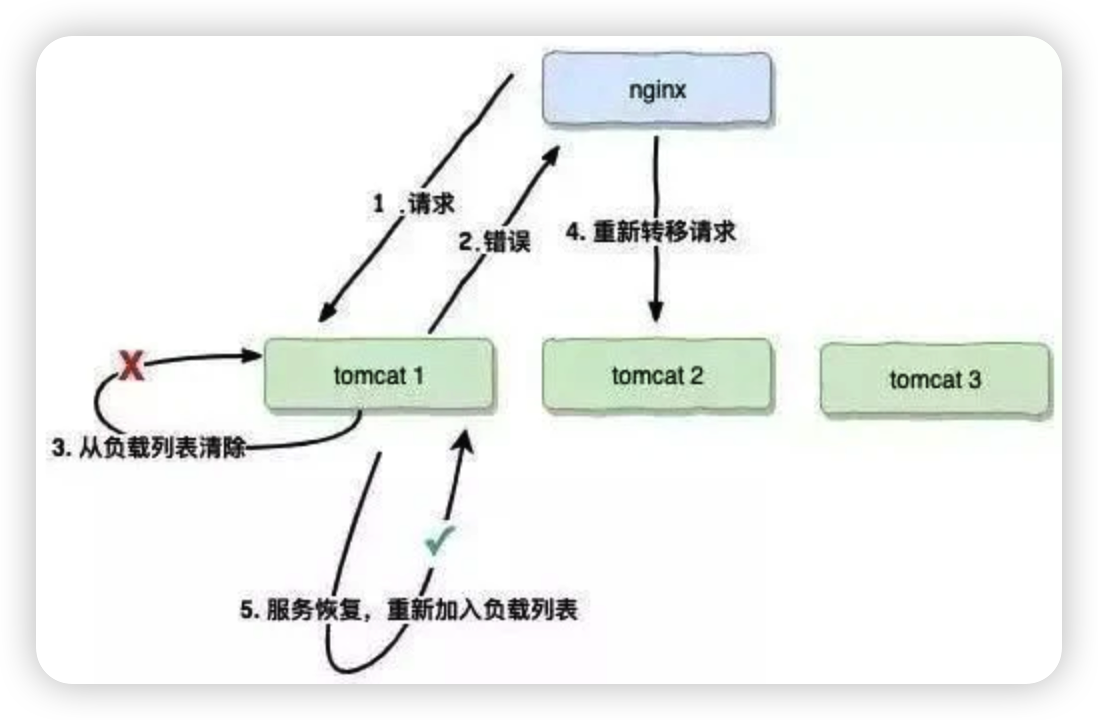 nginx
1 .请求
2.错误
4. 重新转移请求
tomcat 1
tomcat 2
tomcat 3
X
3. 从负载列表清除
5. 服务恢复，重新加入负载列表